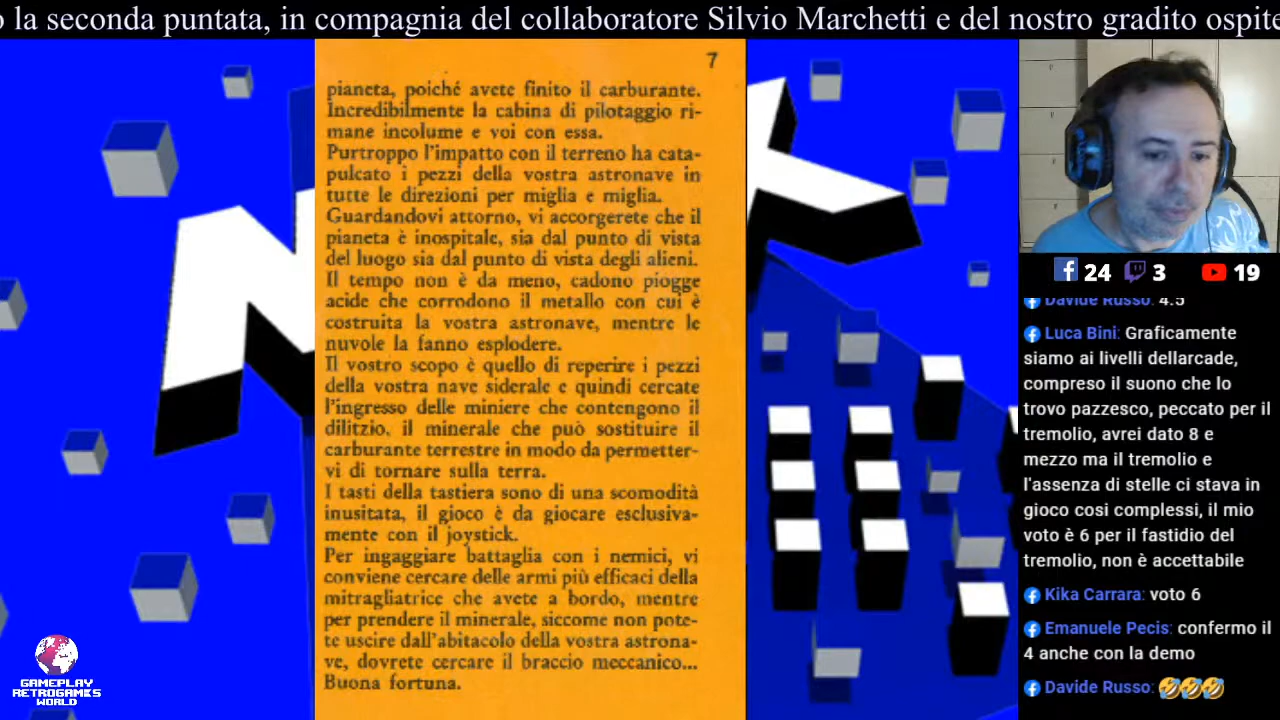 o la seconda puntata, in compagnia del collaboratore Silvio Marchetti e del nostro gradito ospite
7
pianeta, poiché avete finito il carburante.
Incredibilmente la cabina di pilotaggio ri-
mane incolume e voi con essa.
Purtroppo l'impatto con il terreno ha cata-
pulcato i pezzi della vostra astronave in
tutte le direzioni per miglia e miglia.
Guardandovi attorno, vi accorgerete che il
pianeta è inospitale, sia dal punto di vista
del luogo sia dal punto di vista degli alieni.
Il tempo non è da meno, cadono piogge
acide che corrodono il metallo con cui è
costruita la vostra astronave, mentre le
nuvole la fanno esplodere.
Il vostro scopo è quello di reperire i pezzi
della vostra nave siderale e quindi cercate
l'ingresso delle miniere che contengono il
dilitzio, il minerale che può sostituire il
carburante terrestre in modo da permetter-
vi di tornare sulla terra.
I tasti della tastiera sono di una scomodità
inusitata, il gioco è da giocare esclusiva-
mente con il joystick.
Per ingaggiare battaglia con i nemici, vi
conviene cercare delle armi più efficaci della
mitragliatrice che avete a bordo, mentre
per prendere il minerale, siccome non pote-
te uscire dall'abitacolo della vostra astrona-
ve, dovrete cercare il braccio meccanico...
Buona fortuna.
24 3 19
Davide Russo: 4.5
Luca Bini: Graficamente
siamo ai livelli dellarcade,
compreso il suono che lo
trovo pazzesco, peccato per il
tremolio, avrei dato 8 e
mezzo ma il tremolio e
l'assenza di stelle ci stava in
gioco cosi complessi, il mio
voto è 6 per il fastidio del
tremolio, non è accettabile
Kika Carrara: voto 6
Emanuele Pecis: confermo il
4 anche con la demo
Davide Russo: 🤣🤣🤣
GAMEPLAY
RETROGAMES
WORLD